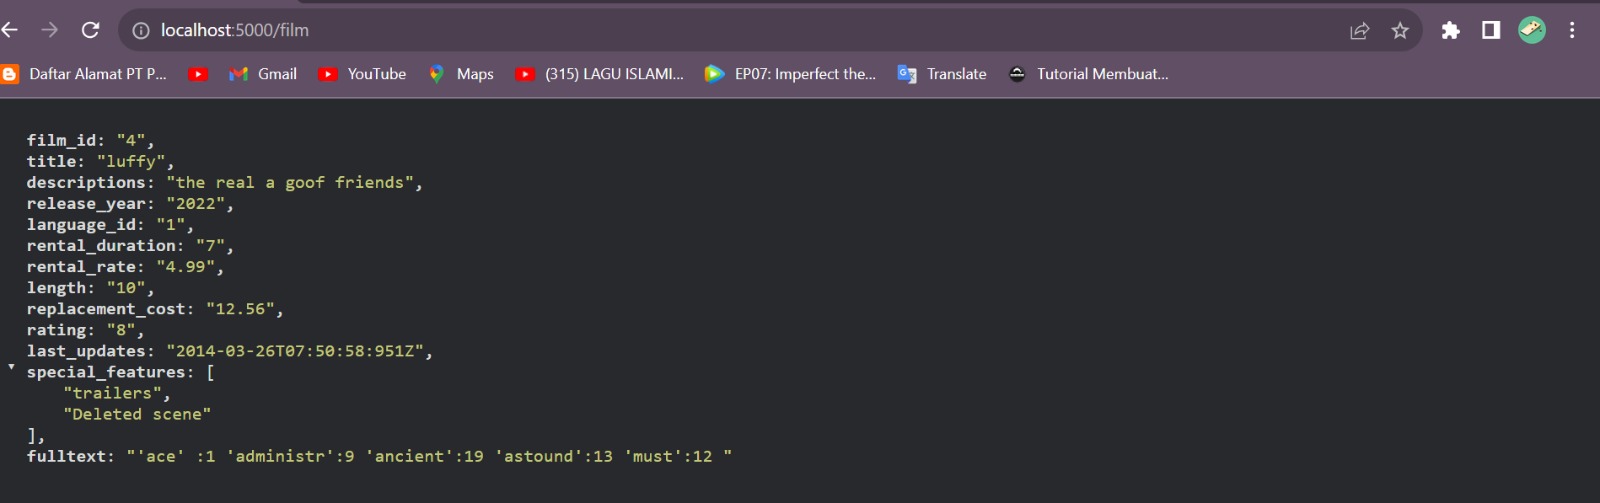 localhost:5000/film
Daftar Alamat PT P... Gmail YouTube Maps (315) LAGU ISLAMI... EP07: Imperfect the... Translate Tutorial Membuat...
film_id: "4",
title: "luffy",
descriptions: "the real a goof friends",
release_year: "2022",
language_id: "1",
rental_duration: "7",
rental_rate: "4.99",
length: "10",
replacement_cost: "12.56",
rating: "8",
last_updates: "2014-03-26T07:50:58:951Z",
special_features: [
"trailers",
"Deleted scene"
],
fulltext: "'ace' :1 'administr':9 'ancient':19 'astound':13 'must':12 "